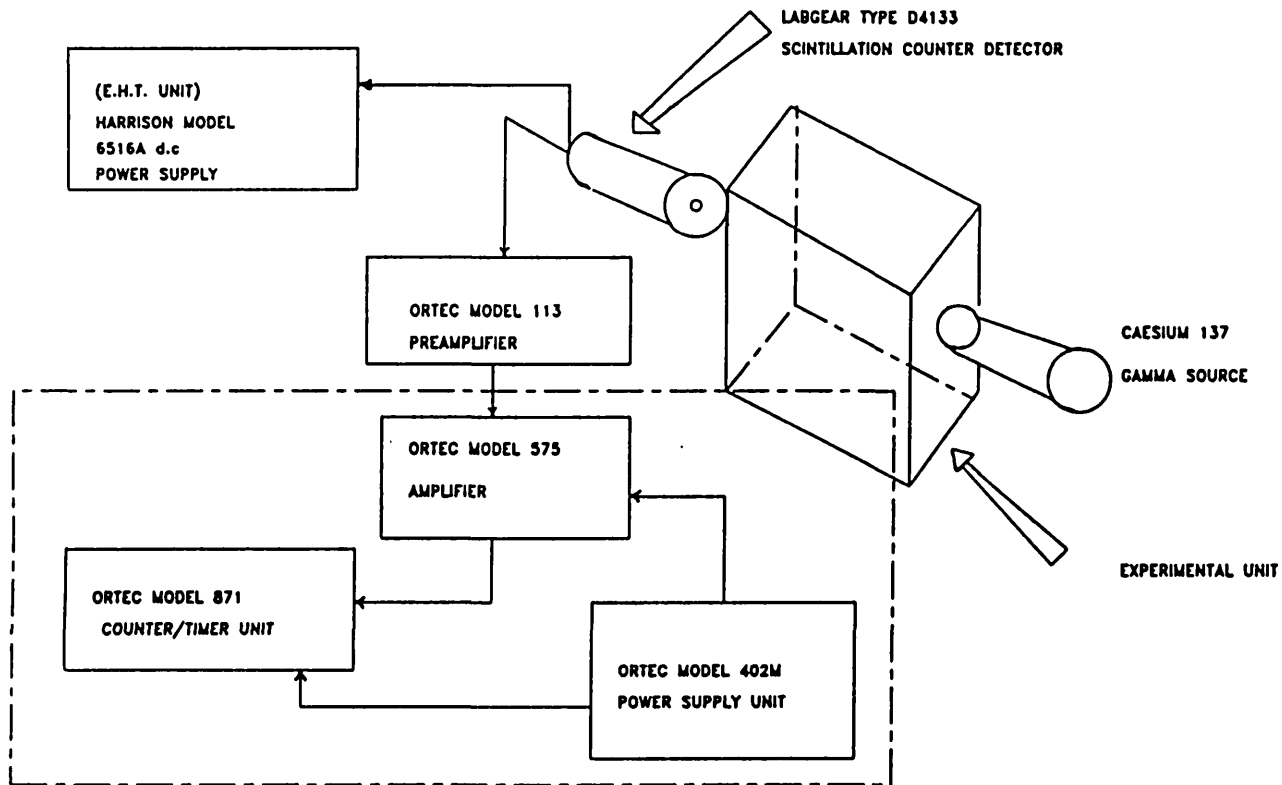 LABGEAR TYPE D4133
SCINTILLATION COUNTER DETECTOR
(E.H.T. UNIT)
HARRISON MODEL
6516A d.c
POWER SUPPLY
ORTEC MODEL 113
PREAMPLIFIER
CAESIUM 137
GAMMA SOURCE
ORTEC MODEL 575
AMPLIFIER
EXPERIMENTAL UNIT
ORTEC MODEL 871
COUNTER/TIMER UNIT
ORTEC MODEL 402M
POWER SUPPLY UNIT